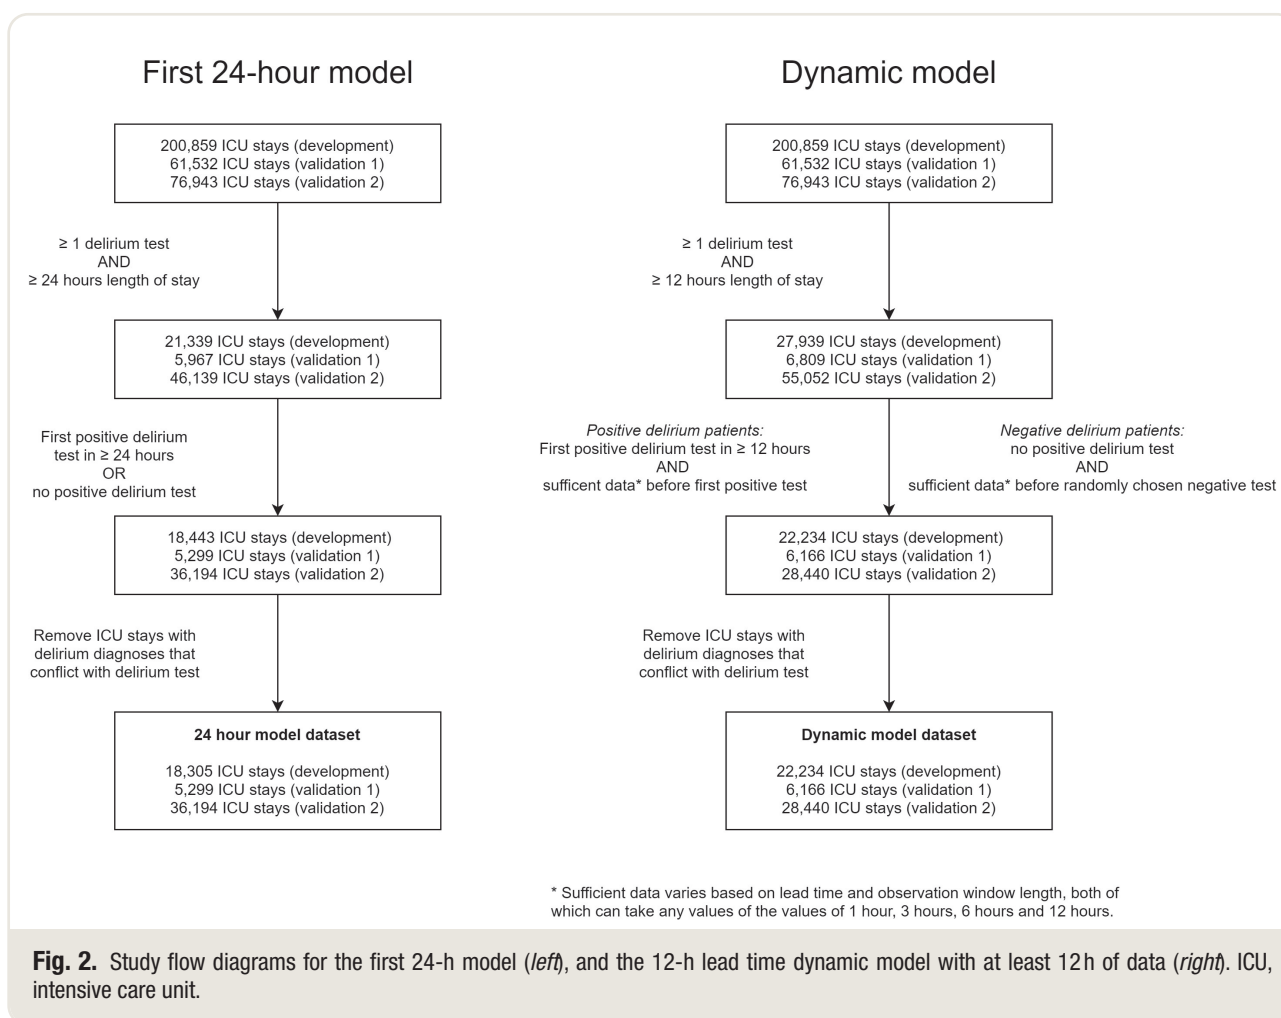 First 24-hour model
200,859 ICU stays (development)
61,532 ICU stays (validation 1)
76,943 ICU stays (validation 2)
≥ 1 delirium test
AND
≥ 24 hours length of stay
21,339 ICU stays (development)
5,967 ICU stays (validation 1)
46,139 ICU stays (validation 2)
First positive delirium
test in ≥ 24 hours
OR
no positive delirium test
18,443 ICU stays (development)
5,299 ICU stays (validation 1)
36,194 ICU stays (validation 2)
Remove ICU stays with
delirium diagnoses that
conflict with delirium test
24 hour model dataset
18,305 ICU stays (development)
5,299 ICU stays (validation 1)
36,194 ICU stays (validation 2)
Dynamic model
200,859 ICU stays (development)
61,532 ICU stays (validation 1)
76,943 ICU stays (validation 2)
≥ 1 delirium test
AND
≥ 12 hours length of stay
27,939 ICU stays (development)
6,809 ICU stays (validation 1)
55,052 ICU stays (validation 2)
Positive delirium patients:
First positive delirium test in ≥ 12 hours
AND
sufficent data* before first positive test
Negative delirium patients:
no positive delirium test
AND
sufficient data* before randomly chosen negative test
22,234 ICU stays (development)
6,166 ICU stays (validation 1)
28,440 ICU stays (validation 2)
Remove ICU stays with
delirium diagnoses that
conflict with delirium test
Dynamic model dataset
22,234 ICU stays (development)
6,166 ICU stays (validation 1)
28,440 ICU stays (validation 2)
* Sufficient data varies based on lead time and observation window length, both of
which can take any values of the values of 1 hour, 3 hours, 6 hours and 12 hours.
Fig. 2. Study flow diagrams for the first 24-h model (left), and the 12-h lead time dynamic model with at least 12 h of data (right). ICU,
intensive care unit.